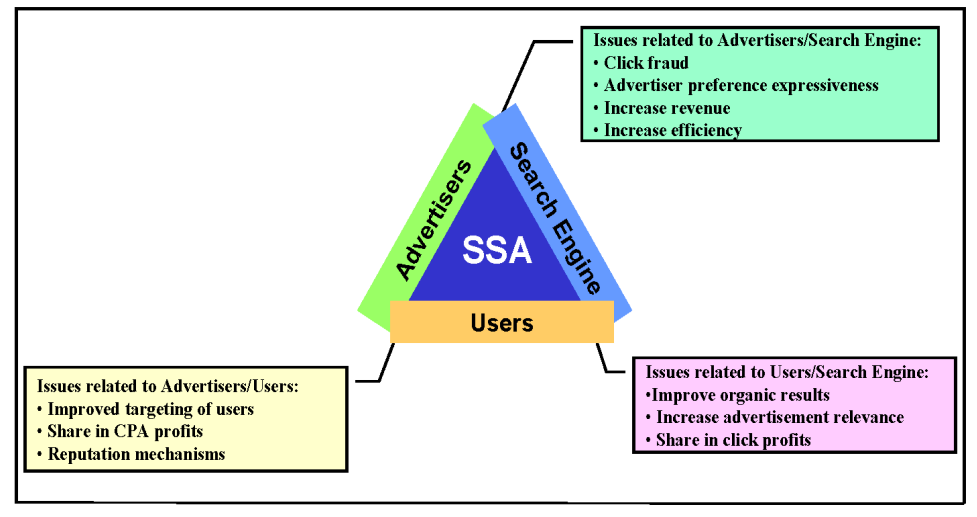 Issues related to Advertisers/Search Engine:
• Click fraud
• Advertiser preference expressiveness
• Increase revenue
• Increase efficiency
Advertisers
Search Engine
SSA
Users
Issues related to Advertisers/Users:
• Improved targeting of users
• Share in CPA profits
• Reputation mechanisms
Issues related to Users/Search Engine:
•Improve organic results
• Increase advertisement relevance
• Share in click profits